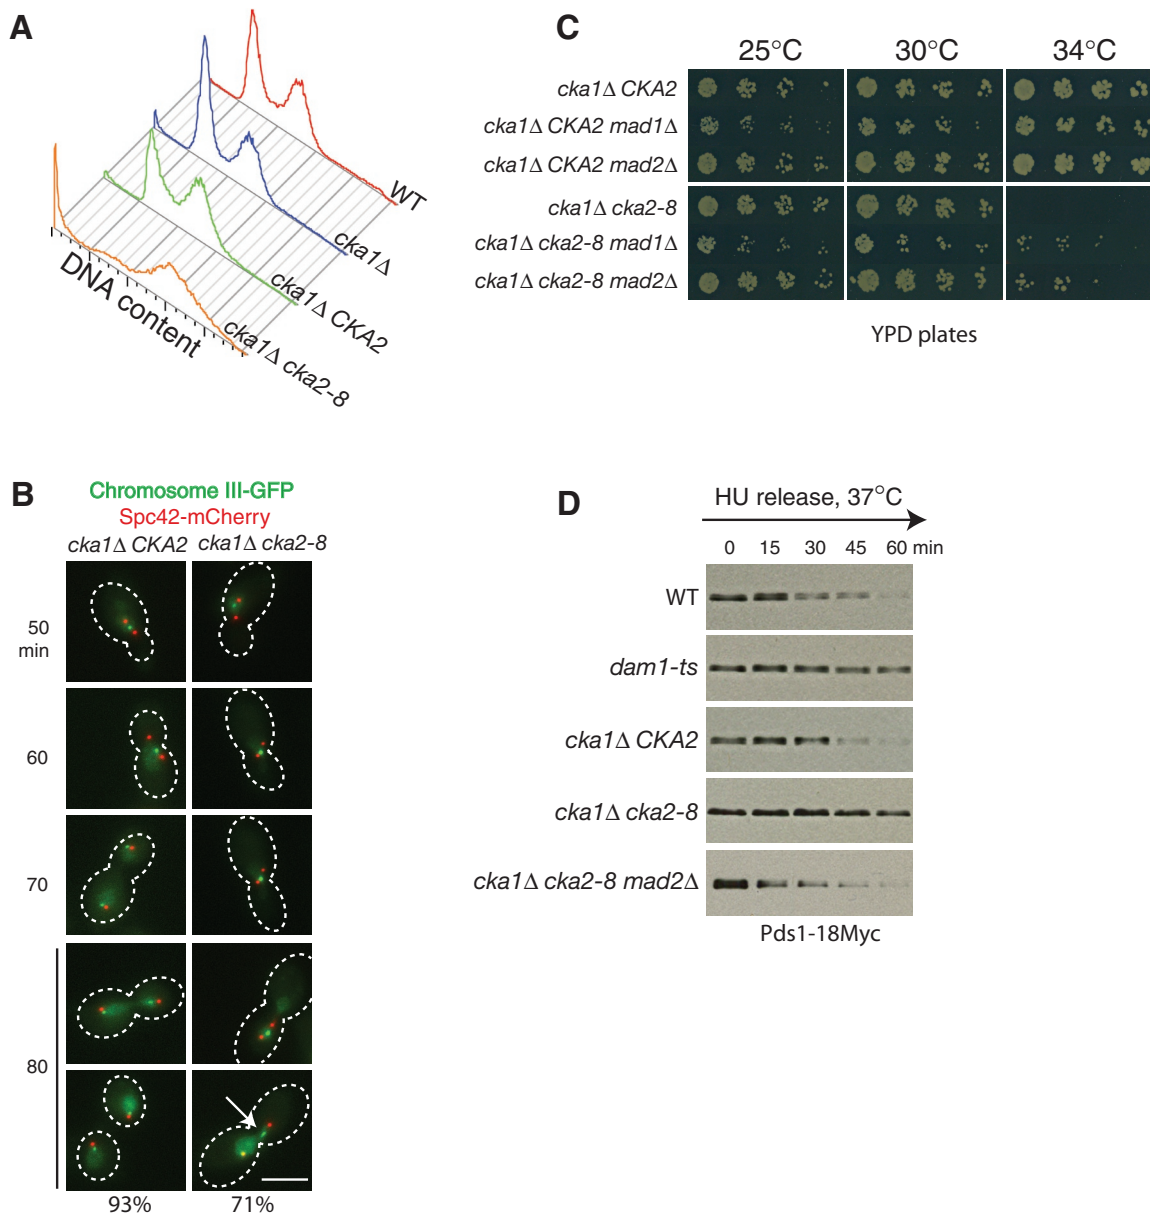 A
WT
cka1Δ
cka1Δ CKA2
cka1Δ cka2-8
DNA content
C
25°C 30°C 34°C
cka1Δ CKA2
cka1Δ CKA2 mad1Δ
cka1Δ CKA2 mad2Δ
cka1Δ cka2-8
cka1Δ cka2-8 mad1Δ
cka1Δ cka2-8 mad2Δ
YPD plates
B
Chromosome III-GFP
Spc42-mCherry
cka1Δ CKA2 cka1Δ cka2-8
50
min
60
70
80
93% 71%
D
HU release, 37°C
0 15 30 45 60 min
WT
dam1-ts
cka1Δ CKA2
cka1Δ cka2-8
cka1Δ cka2-8 mad2Δ
Pds1-18Myc